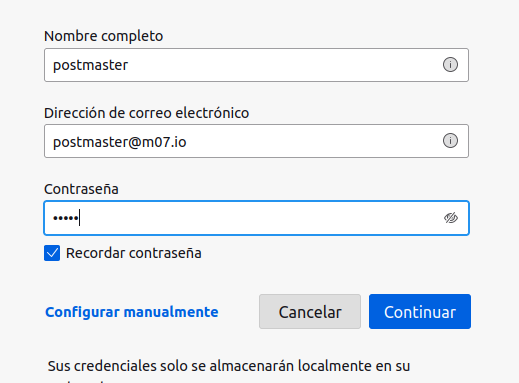 Nombre completo
postmaster
Dirección de correo electrónico
postmaster@m07.io
Contraseña
•••••
Recordar contraseña
Configurar manualmente
Cancelar
Continuar
Sus credenciales solo se almacenarán localmente en su